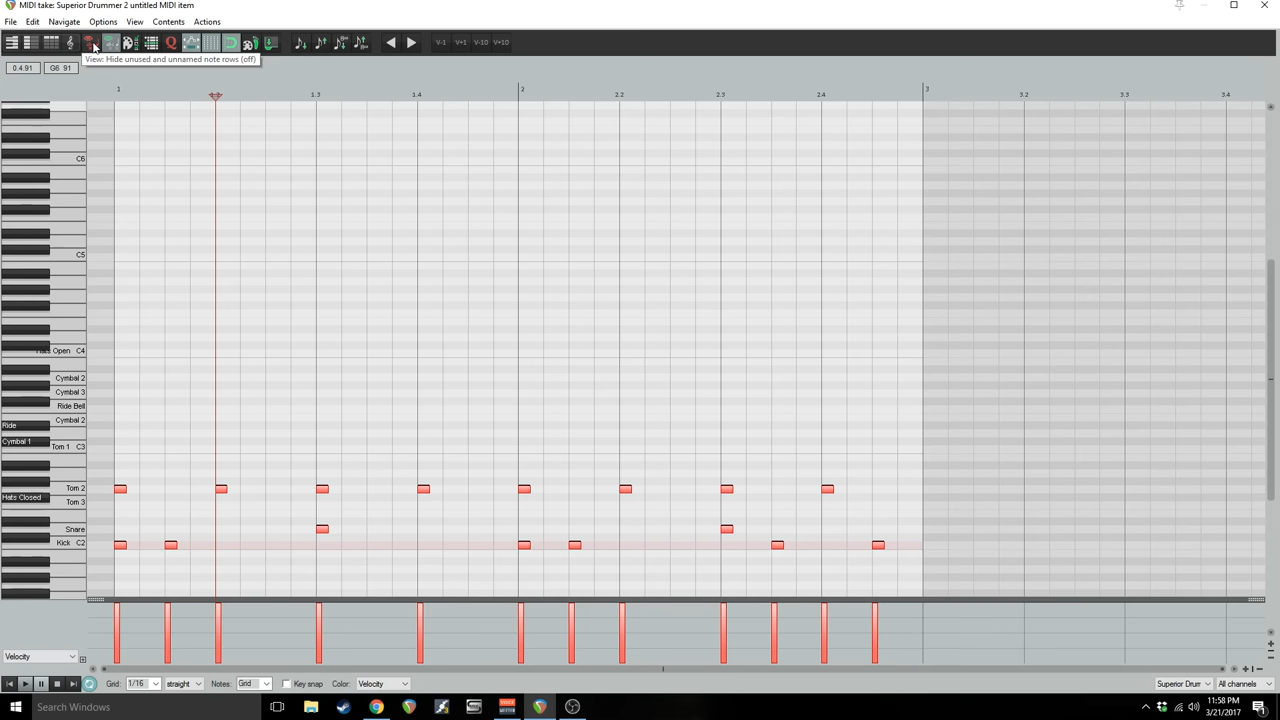 MIDI take: Superior Drummer 2 untitled MIDI item
File Edit Navigate Options View Contents Actions
Q V-1 V+1 V-10 V+10
View: Hide unused and unnamed note rows (off)
0.4.91 G6 91
1 1.3 1.4 2 2.2 2.3 2.4 3 3.2 3.3 3.4
C6
C5
Hats Open C4
Cymbal 2
Cymbal 3
Ride Bell
Cymbal 2
Ride
Cymbal 1
Tom 1 C3
Tom 2
Hats Closed
Tom 3
Snare
Kick C2
Velocity
Grid: 1/16 straight Notes: Grid Key snap Color: Velocity Superior Drum All channels
Search Windows
11:58 PM
3/21/2017